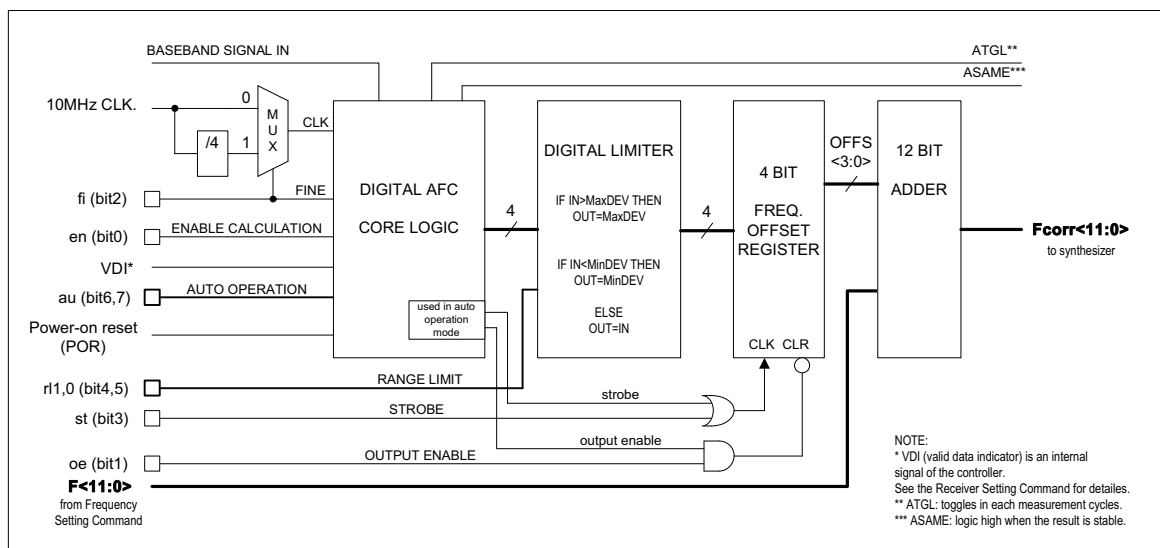 BASEBAND SIGNAL IN
ATGL**
ASAME***
10MHz CLK.
0
MUX
/4
1
CLK
fi (bit2)
FINE
en (bit0)
ENABLE CALCULATION
VDI*
au (bit6,7)
AUTO OPERATION
Power-on reset
(POR)
DIGITAL AFC
CORE LOGIC
used in auto
operation
mode
4
DIGITAL LIMITER
IF IN>MaxDEV THEN
OUT=MaxDEV
IF IN<MinDEV THEN
OUT=MinDEV
ELSE
OUT=IN
4
4 BIT
FREQ.
OFFSET
REGISTER
CLK CLR
OFFS
<3:0>
12 BIT
ADDER
Fcorr<11:0>
to synthesizer
rl1,0 (bit4,5)
RANGE LIMIT
st (bit3)
STROBE
strobe
oe (bit1)
OUTPUT ENABLE
output enable
F<11:0>
from Frequency
Setting Command
NOTE:
* VDI (valid data indicator) is an internal
signal of the controller.
See the Receiver Setting Command for detailes.
** ATGL: toggles in each measurement cycles.
*** ASAME: logic high when the result is stable.